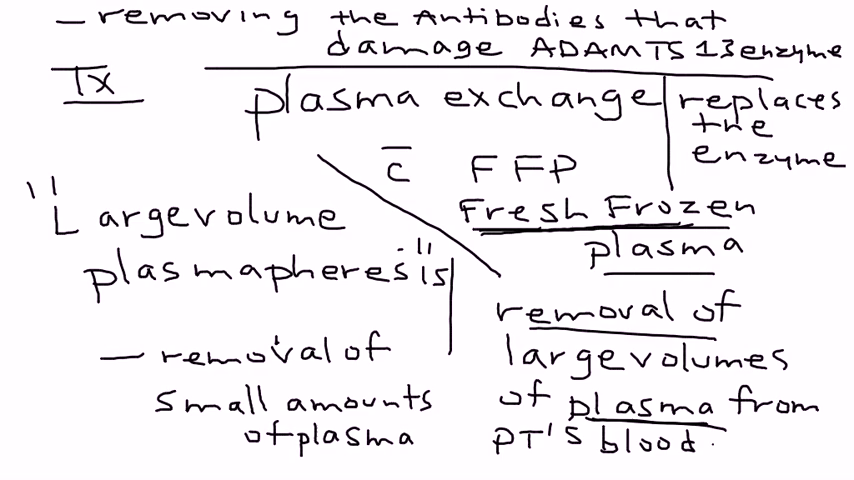 – removing the Antibodies that
damage ADAMTS 13 enzyme
Tx
plasma exchange
replaces
the
enzyme
c̄ FFP
Fresh Frozen
plasma
"Large volume
plasmapheresis"
– removal of
small amounts
of plasma
removal of
large volumes
of plasma from
PT'S blood.